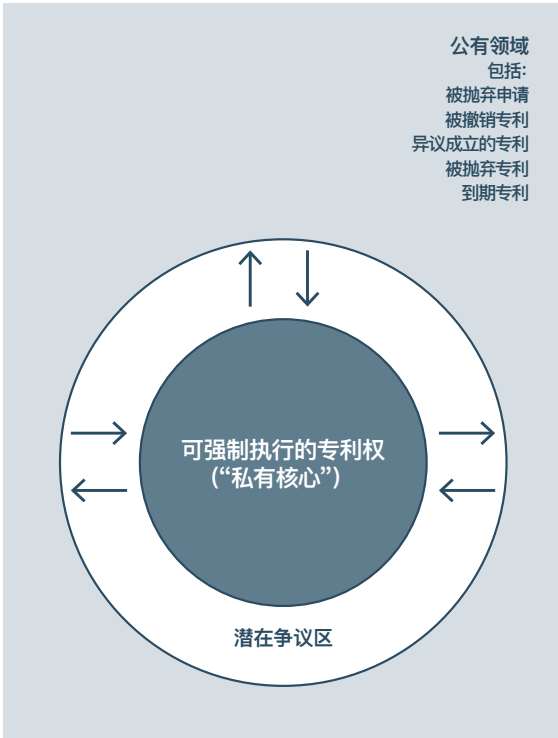 公有领域
包括:
被抛弃申请
被撤销专利
异议成立的专利
被抛弃专利
到期专利
可强制执行的专利权
(“私有核心”)
潜在争议区